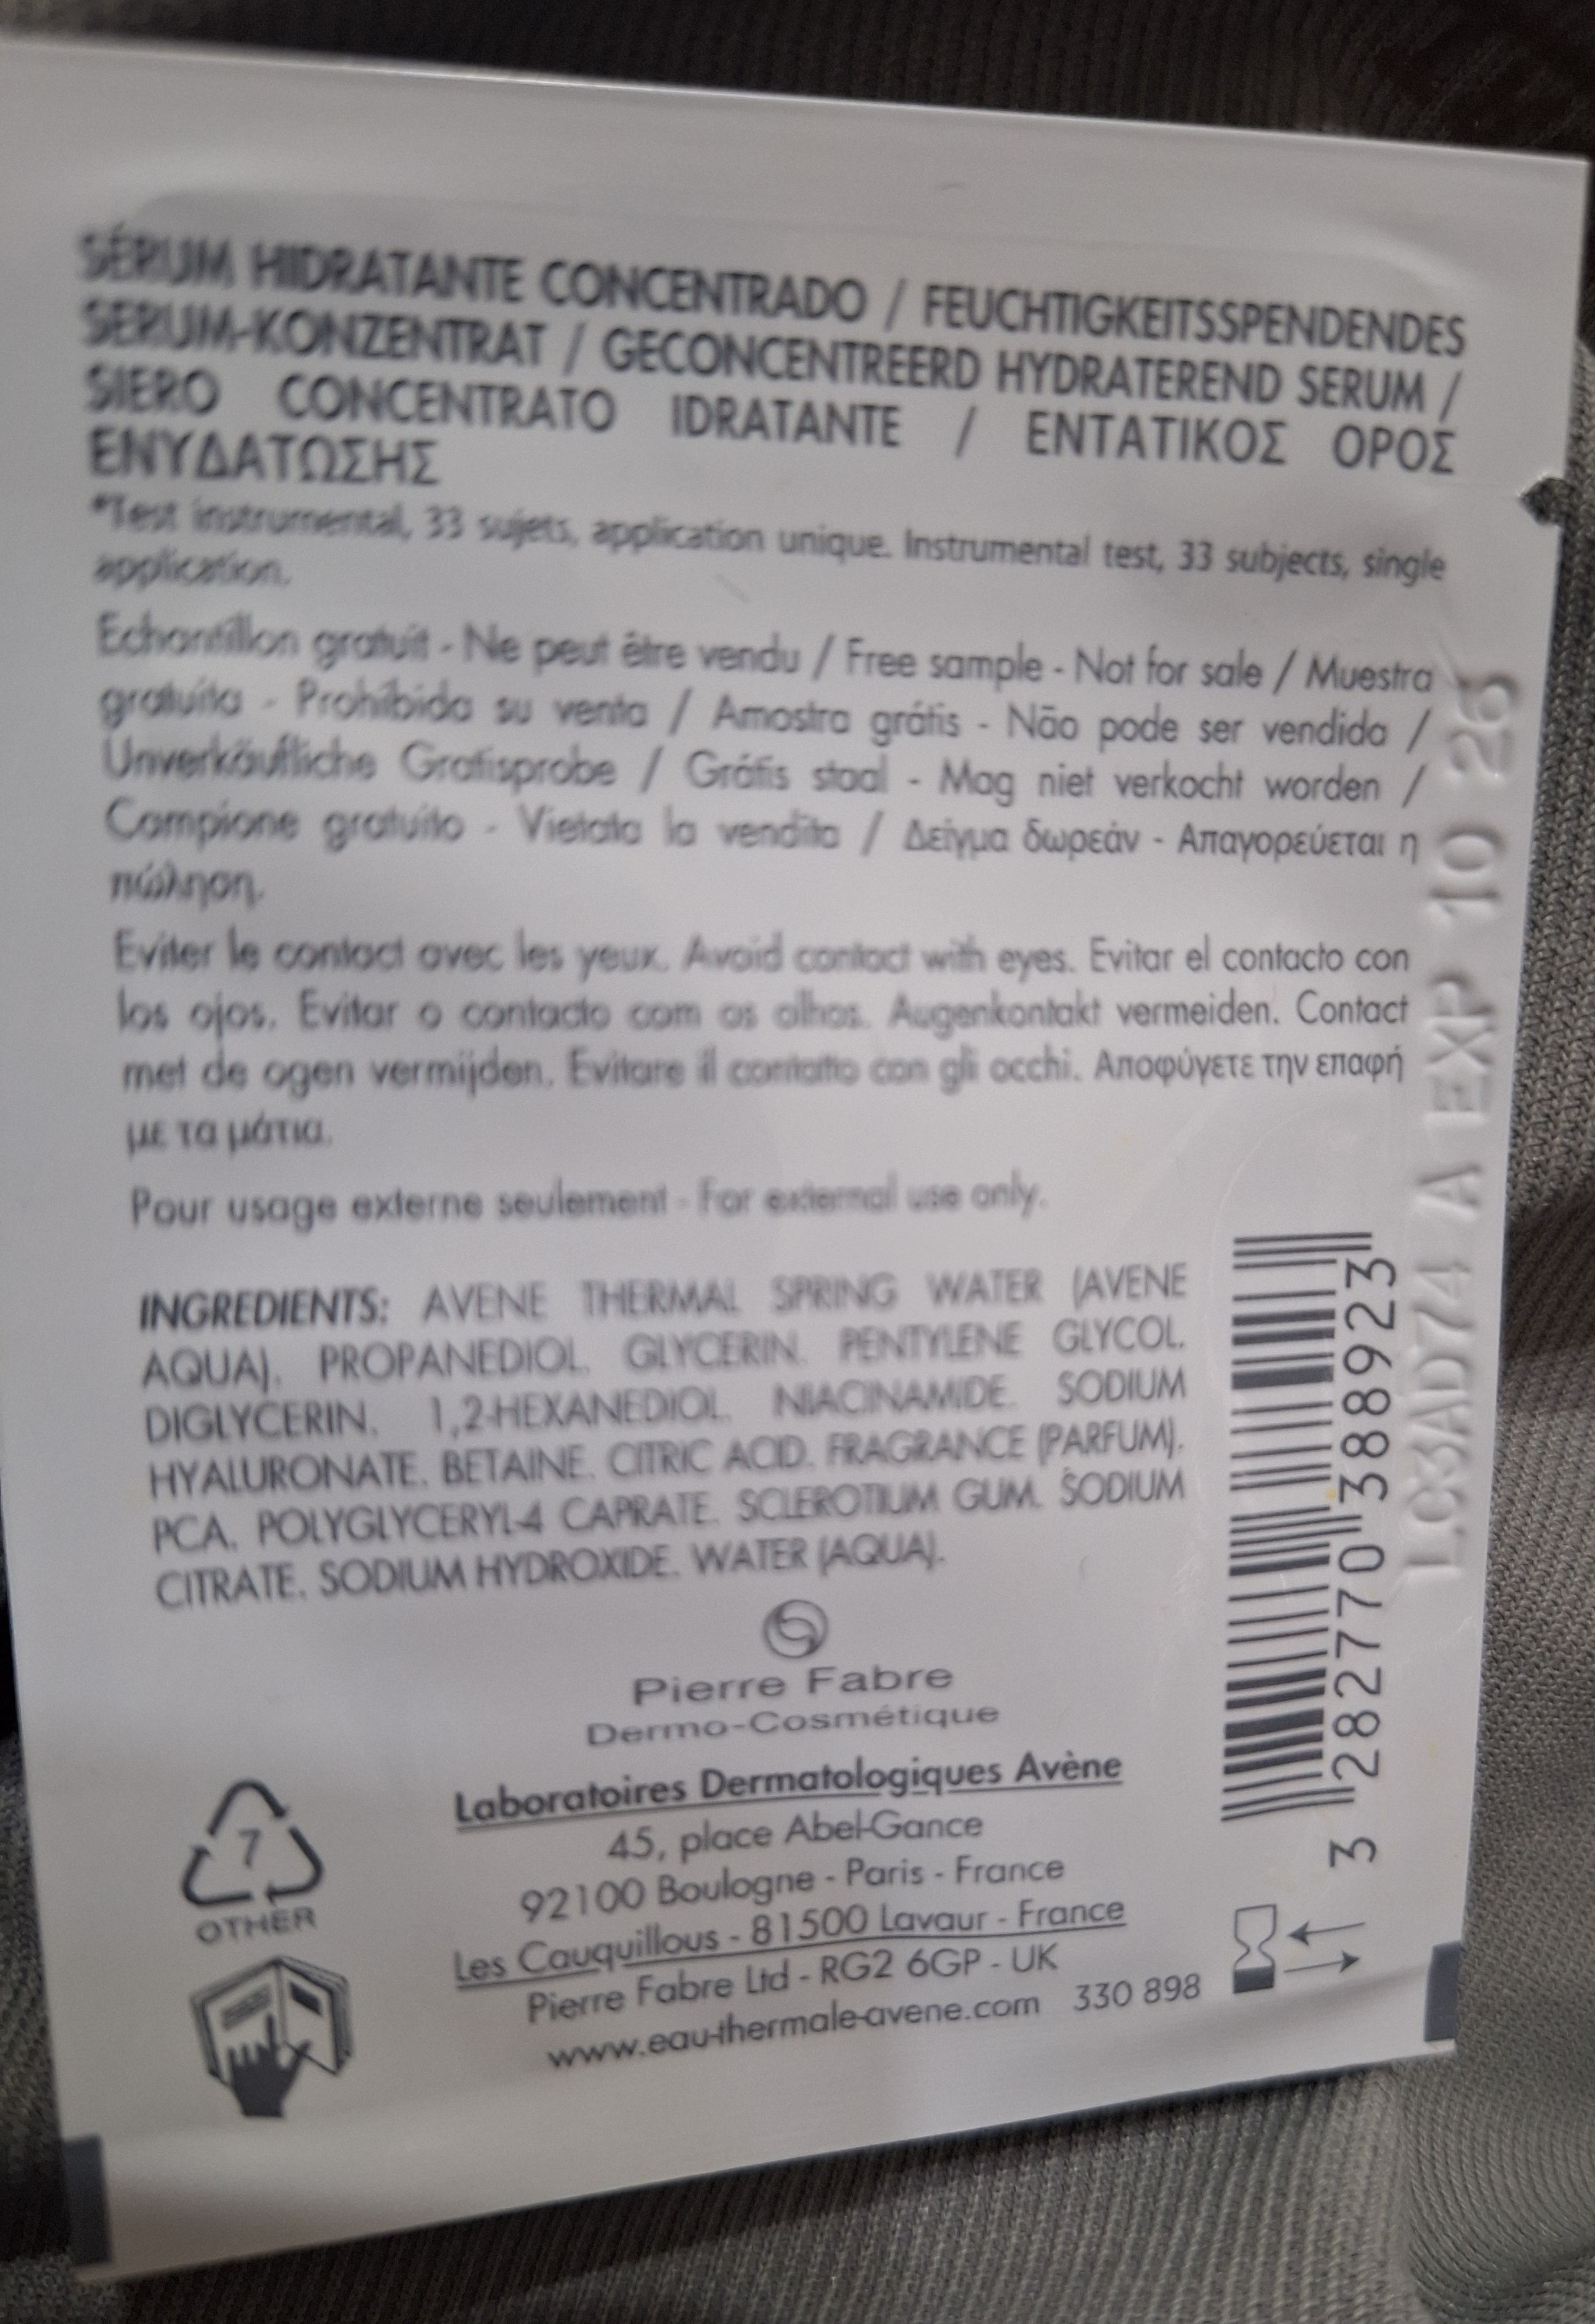 SÉRUM HIDRATANTE CONCENTRADO / FEUCHTIGKEITSSPENDENDES
SERUM-KONZENTRAT / GECONCENTREERD HYDRATEREND SERUM /
SIERO CONCENTRATO IDRATANTE / ΕΝΤΑΤΙΚΟΣ ΟΡΟΣ
ΕΝΥΔΑΤΩΣΗΣ
*Test instrumental, 33 sujets, application unique. Instrumental test, 33 subjects, single
application.
Echantillon gratuit - Ne peut être vendu / Free sample - Not for sale / Muestra
gratuita - Prohibida su venta / Amostra grátis - Não pode ser vendida /
Unverkäufliche Gratisprobe / Grátis staal - Mag niet verkocht worden /
Campione gratuito - Vietata la vendita / Δείγμα δωρεάν - Απαγορεύεται η
πώληση.
Eviter le contact avec les yeux. Avoid contact with eyes. Evitar el contacto con
los ojos. Evitar o contacto com os olhos. Augenkontakt vermeiden. Contact
met de ogen vermijden. Evitare il contatto con gli occhi. Αποφύγετε την επαφή
με τα μάτια.
Pour usage externe seulement - For external use only.
INGREDIENTS: AVENE THERMAL SPRING WATER (AVENE
AQUA). PROPANEDIOL. GLYCERIN. PENTYLENE GLYCOL.
DIGLYCERIN. 1,2-HEXANEDIOL. NIACINAMIDE. SODIUM
HYALURONATE. BETAINE. CITRIC ACID. FRAGRANCE (PARFUM).
PCA. POLYGLYCERYL-4 CAPRATE. SCLEROTIUM GUM. SODIUM
CITRATE. SODIUM HYDROXIDE. WATER (AQUA).
Pierre Fabre
Dermo-Cosmétique
Laboratoires Dermatologiques Avène
45, place Abel-Gance
92100 Boulogne - Paris - France
Les Cauquillous - 81500 Lavaur - France
Pierre Fabre Ltd - RG2 6GP - UK
www.eau-thermale-avene.com 330 898
7
OTHER
3 282770 388923
LC3AD74 A EXP 10 26